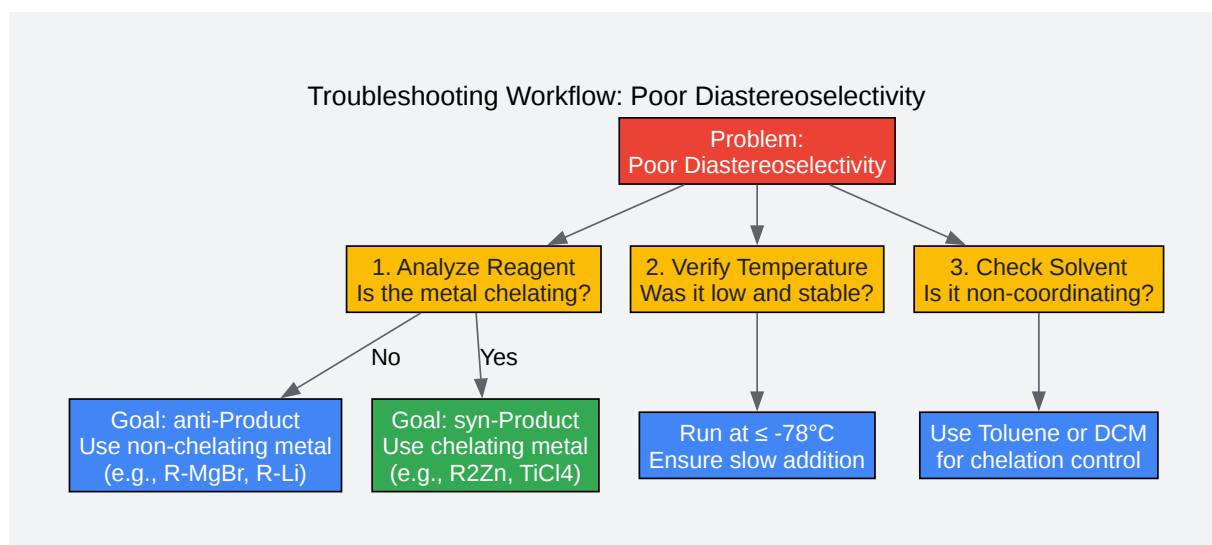 Troubleshooting Workflow: Poor Diastereoselectivity
Problem:
Poor Diastereoselectivity
1. Analyze Reagent
Is the metal chelating?
2. Verify Temperature
Was it low and stable?
3. Check Solvent
Is it non-coordinating?
No
Yes
Goal: anti-Product
Use non-chelating metal
(e.g., R-MgBr, R-Li)
Goal: syn-Product
Use chelating metal
(e.g., R2Zn, TiCl4)
Run at ≤ -78°C
Ensure slow addition
Use Toluene or DCM
for chelation control